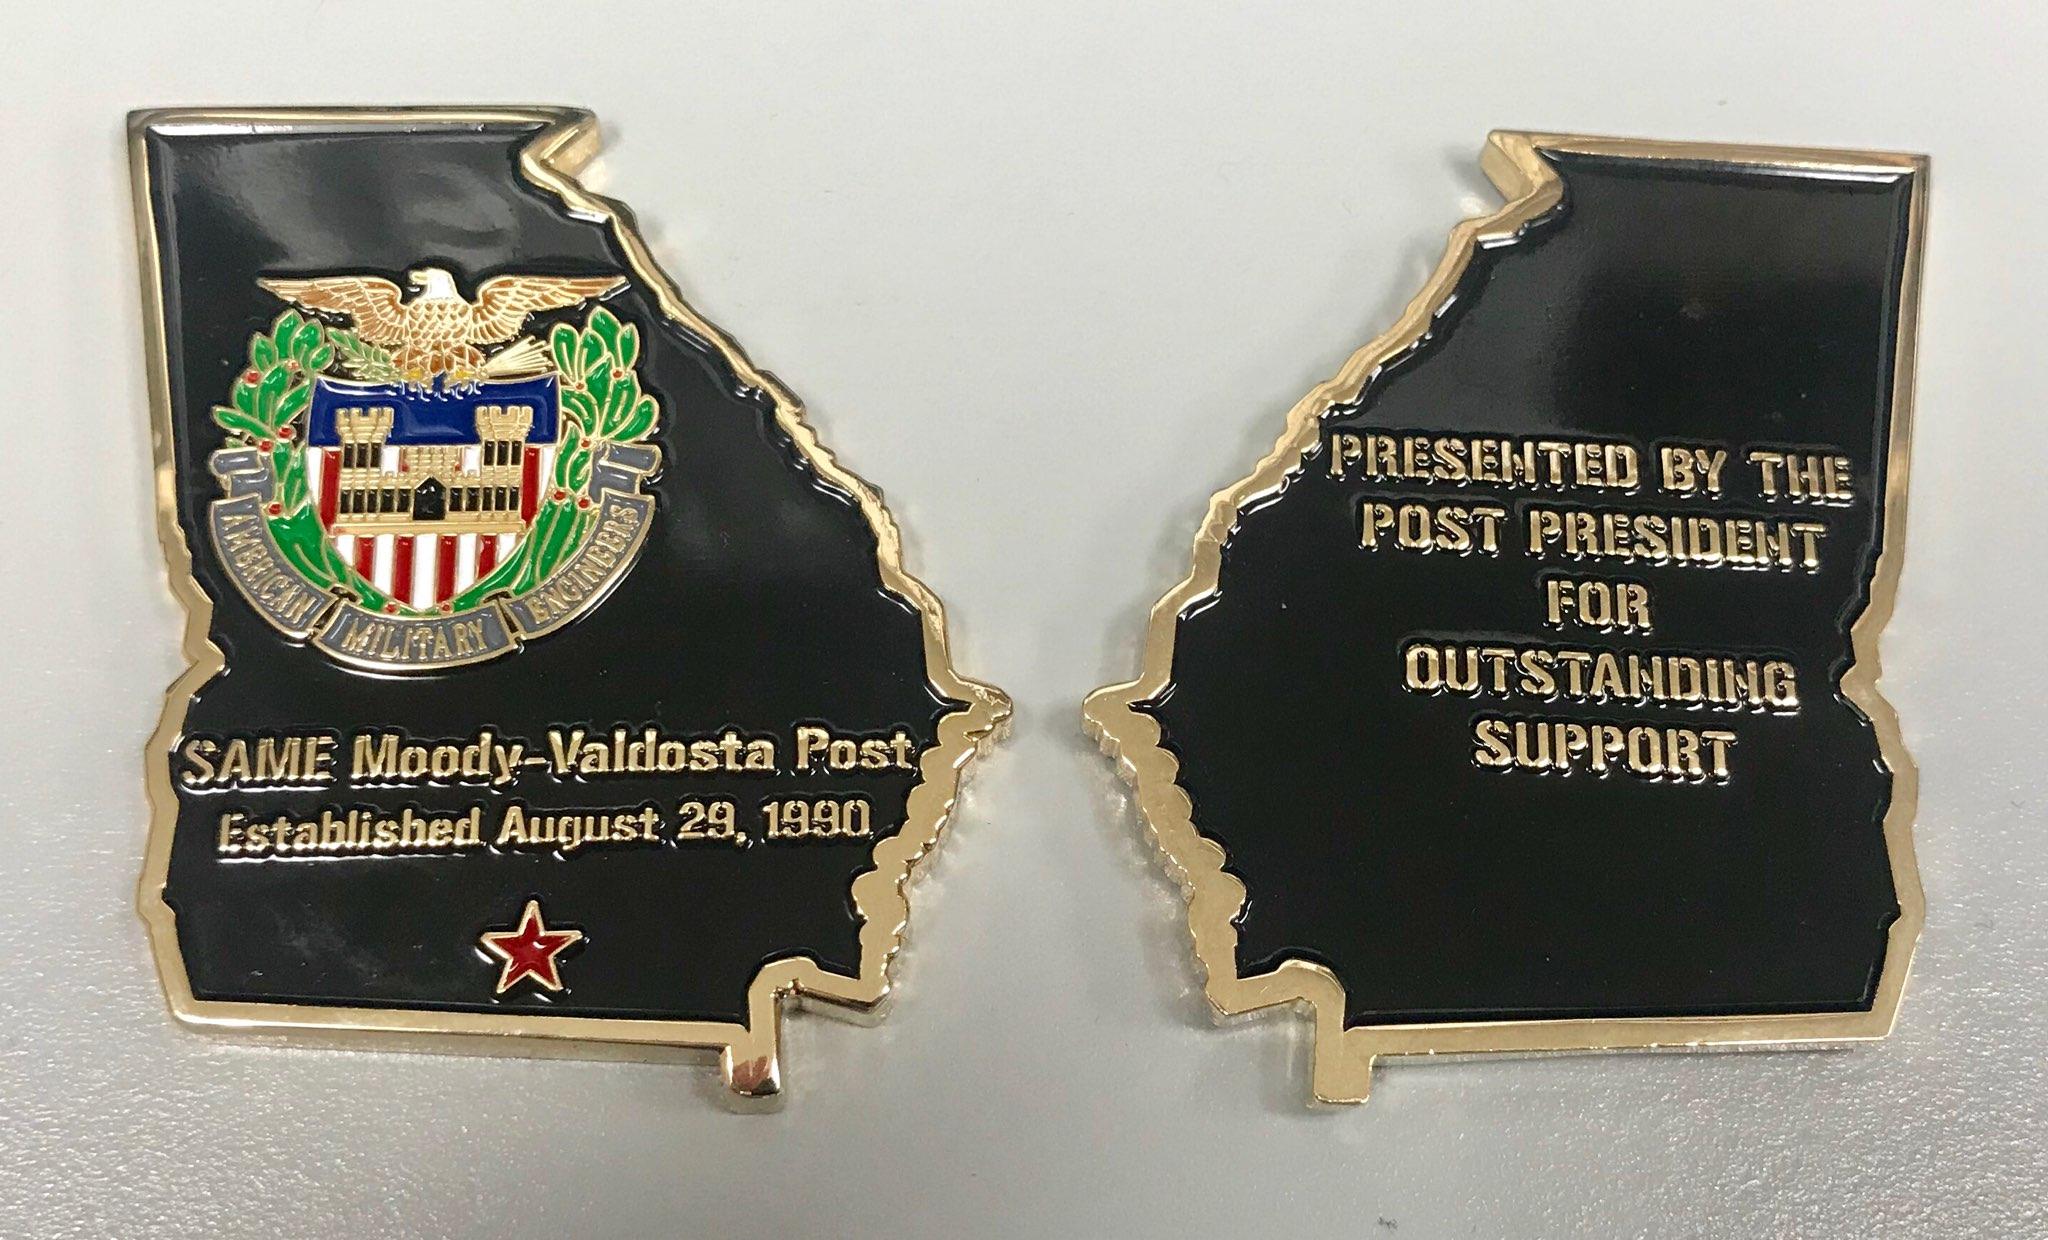 AMERICAN MILITARY ENGINEERS
SAME Moody-Valdosta Post
Established August 29, 1990
PRESENTED BY THE
POST PRESIDENT
FOR
OUTSTANDING
SUPPORT